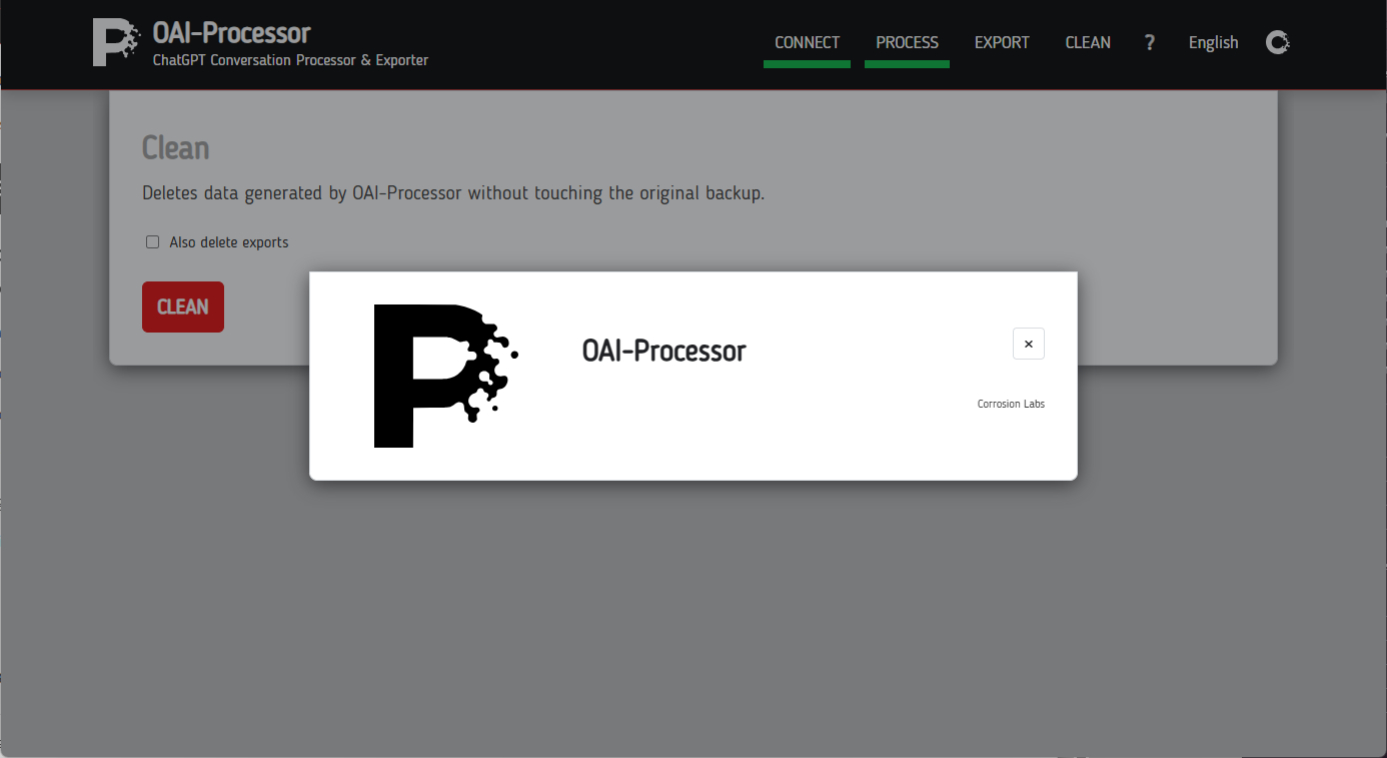 OAI-Processor
ChatGPT Conversation Processor & Exporter
CONNECT
PROCESS
EXPORT
CLEAN
?
English
Clean
Deletes data generated by OAI-Processor without touching the original backup.
Also delete exports
CLEAN
OAI-Processor
×
Corrosion Labs